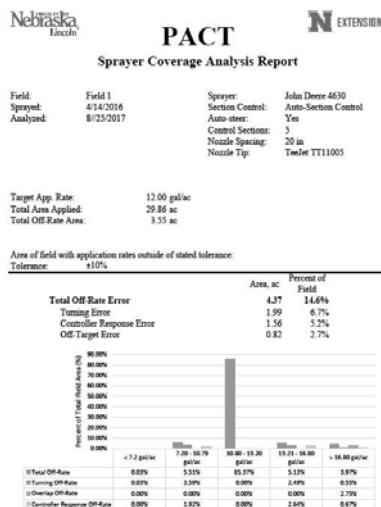 UNIVERSITY OF
Nebraska
Lincoln
N EXTENSION
PACT
Sprayer Coverage Analysis Report
Field: Field 1
Sprayed: 4/14/2016
Analyzed: 8//25/2017
Sprayer: John Deere 4630
Section Control: Auto-Section Control
Auto-steer: Yes
Control Sections: 5
Nozzle Spacing: 20 in
Nozzle Tip: TeeJet TT11005
Target App. Rate: 12.00 gal/ac
Total Area Applied: 29.86 ac
Total Off-Rate Area: 3.55 ac
Area of field with application rates outside of stated tolerance:
Tolerance: ±10%
Area, ac Percent of Field
Total Off-Rate Error 4.37 14.6%
Turning Error 1.99 6.7%
Controller Response Error 1.56 5.2%
Off-Target Error 0.82 2.7%
Percent of Total Field Area (%)
90.00%
80.00%
70.00%
60.00%
50.00%
40.00%
30.00%
20.00%
10.00%
0.00%
< 7.2 gal/ac 7.20 - 10.79 gal/ac 10.80 - 13.20 gal/ac 13.21 - 16.80 gal/ac > 16.80 gal/ac
Total Off-Rate 0.03% 5.51% 85.37% 5.13% 3.97%
Turning Off-Rate 0.03% 3.59% 0.00% 2.49% 0.55%
Overlap Off-Rate 0.00% 0.00% 0.00% 0.00% 2.75%
Controller Response Off-Rate 0.00% 1.92% 0.00% 2.64% 0.67%